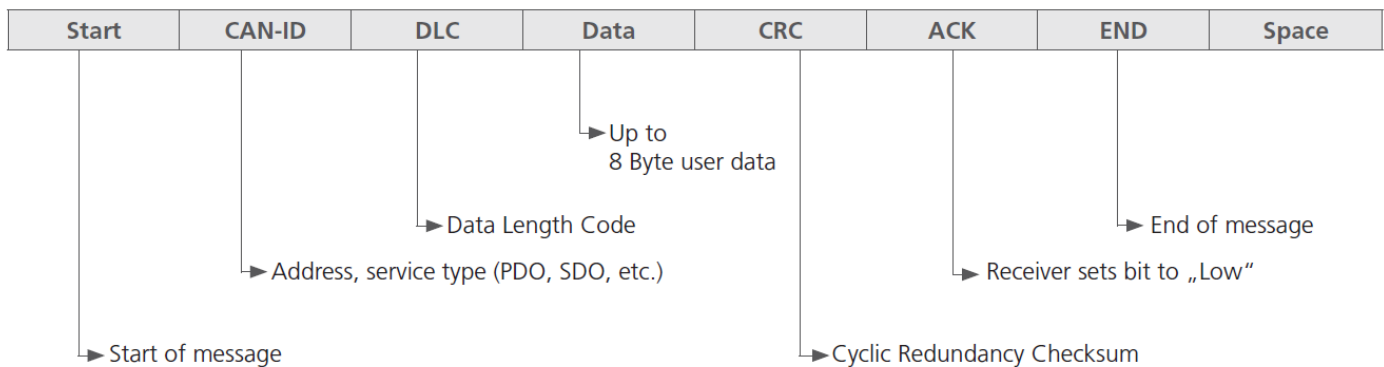 Start CAN-ID DLC Data CRC ACK END Space
Up to
8 Byte user data
Data Length Code
End of message
Address, service type (PDO, SDO, etc.)
Receiver sets bit to „Low“
Start of message
Cyclic Redundancy Checksum